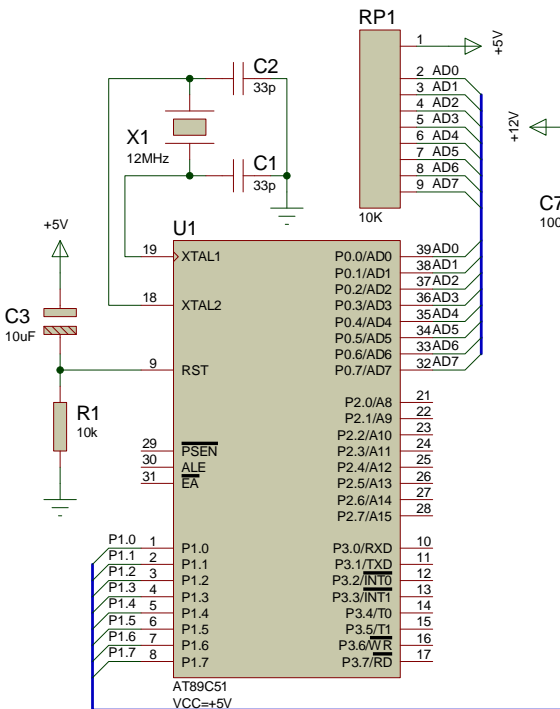 RP1
1
+5V
2 AD0
3 AD1
4 AD2
5 AD3
6 AD4
7 AD5
8 AD6
9 AD7
10K
+12V
C7
100
C2
33p
X1
12MHz
C1
33p
+5V
C3
10uF
R1
10k
U1
19 XTAL1
18 XTAL2
9 RST
29 PSEN
30 ALE
31 EA
P1.0 1 P1.0
P1.1 2 P1.1
P1.2 3 P1.2
P1.3 4 P1.3
P1.4 5 P1.4
P1.5 6 P1.5
P1.6 7 P1.6
P1.7 8 P1.7
P0.0/AD0 39 AD0
P0.1/AD1 38 AD1
P0.2/AD2 37 AD2
P0.3/AD3 36 AD3
P0.4/AD4 35 AD4
P0.5/AD5 34 AD5
P0.6/AD6 33 AD6
P0.7/AD7 32 AD7
P2.0/A8 21
P2.1/A9 22
P2.2/A10 23
P2.3/A11 24
P2.4/A12 25
P2.5/A13 26
P2.6/A14 27
P2.7/A15 28
P3.0/RXD 10
P3.1/TXD 11
P3.2/INT0 12
P3.3/INT1 13
P3.4/T0 14
P3.5/T1 15
P3.6/WR 16
P3.7/RD 17
AT89C51
VCC=+5V